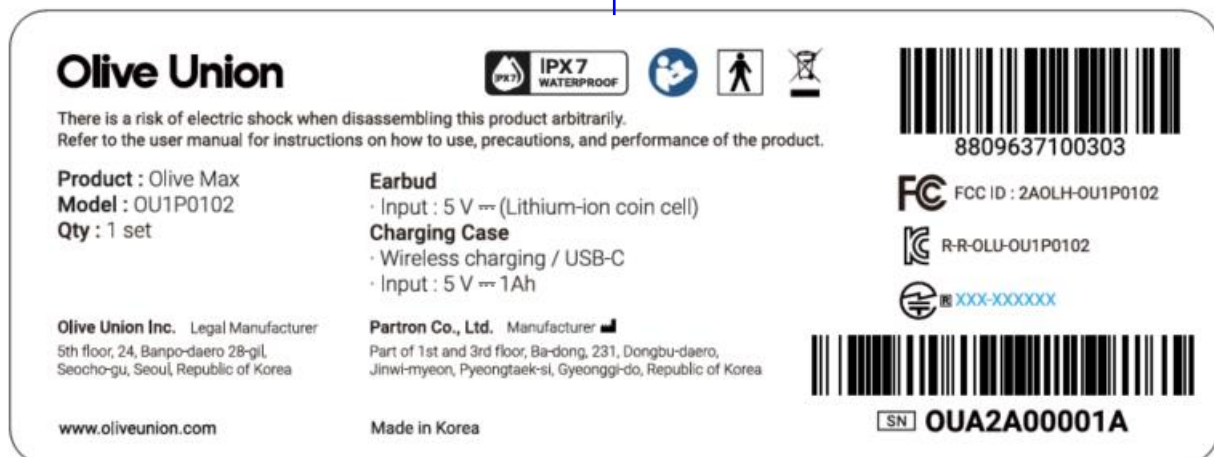 Olive Union
IPX7
IPX7
WATERPROOF
There is a risk of electric shock when disassembling this product arbitrarily.
Refer to the user manual for instructions on how to use, precautions, and performance of the product.
Product : Olive Max
Model : OU1P0102
Qty : 1 set
Earbud
· Input : 5 V ⎓ (Lithium-ion coin cell)
Charging Case
· Wireless charging / USB-C
· Input : 5 V ⎓ 1Ah
Olive Union Inc. Legal Manufacturer
5th floor, 24, Banpo-daero 28-gil,
Seocho-gu, Seoul, Republic of Korea
Partron Co., Ltd. Manufacturer
Part of 1st and 3rd floor, Ba-dong, 231, Dongbu-daero,
Jinwi-myeon, Pyeongtaek-si, Gyeonggi-do, Republic of Korea
www.oliveunion.com
Made in Korea
8809637100303
FC FCC ID : 2AOLH-OU1P0102
R-R-OLU-OU1P0102
R XXX-XXXXXX
SN OUA2A00001A